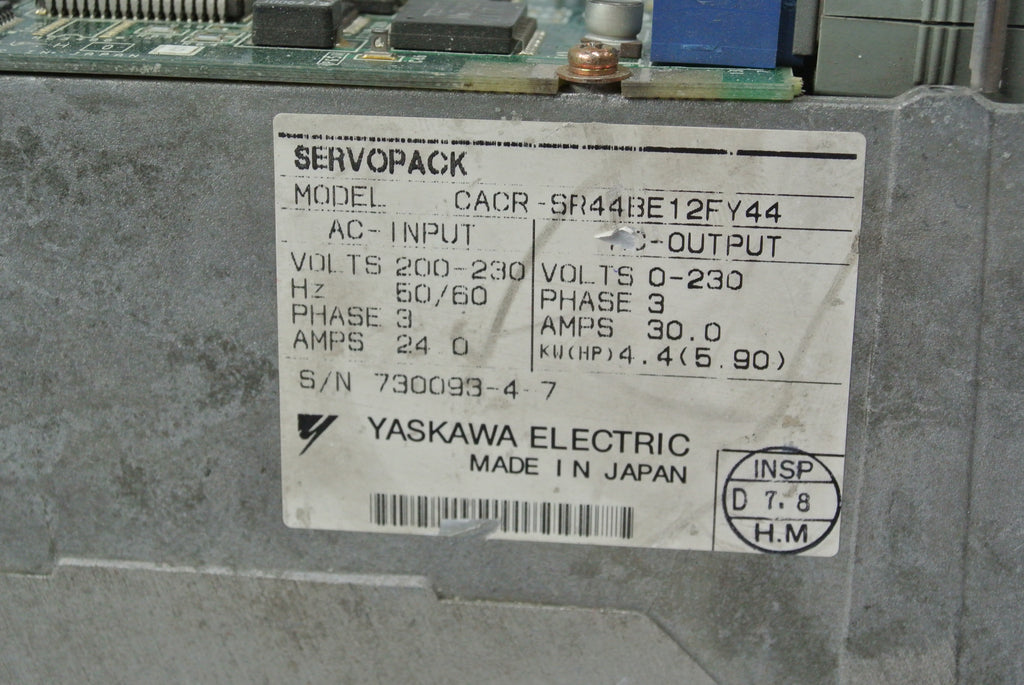 SERVOPACK
MODEL CACR-SR44BE12FY44
AC-INPUT
VOLTS 200-230
Hz 50/60
PHASE 3
AMPS 24.0
C-OUTPUT
VOLTS 0-230
PHASE 3
AMPS 30.0
KW(HP) 4.4(5.90)
S/N 730093-4-7
YASKAWA ELECTRIC
MADE IN JAPAN
INSP
D 7.8
H.M